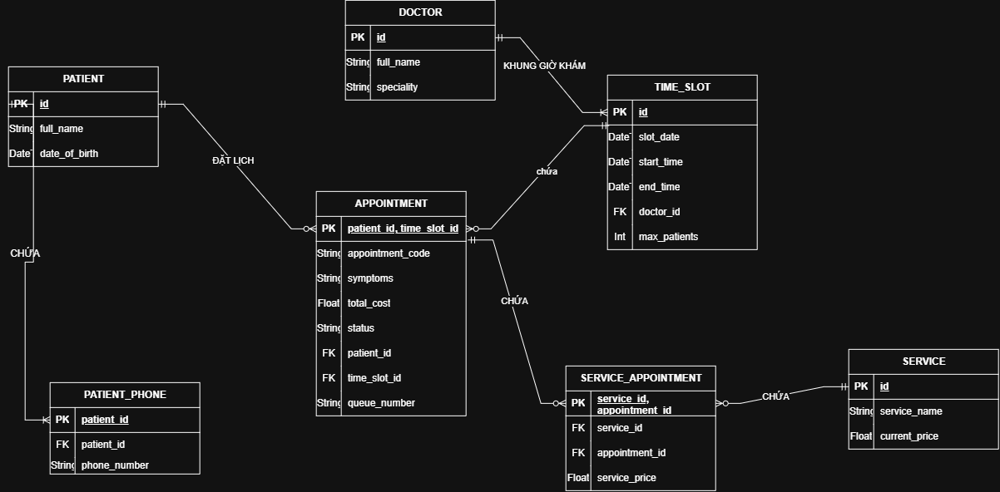 DOCTOR
PK id
String full_name
String speciality
KHUNG GIỜ KHÁM
PATIENT
PK id
String full_name
Date date_of_birth
TIME_SLOT
PK id
Date slot_date
Date start_time
Date end_time
FK doctor_id
Int max_patients
ĐẶT LỊCH
chứa
APPOINTMENT
PK patient_id, time_slot_id
String appointment_code
String symptoms
Float total_cost
String status
FK patient_id
FK time_slot_id
String queue_number
CHỨA
CHỨA
PATIENT_PHONE
PK patient_id
FK patient_id
String phone_number
SERVICE_APPOINTMENT
PK service_id,
appointment_id
FK service_id
FK appointment_id
Float service_price
CHỨA
SERVICE
PK id
String service_name
Float current_price